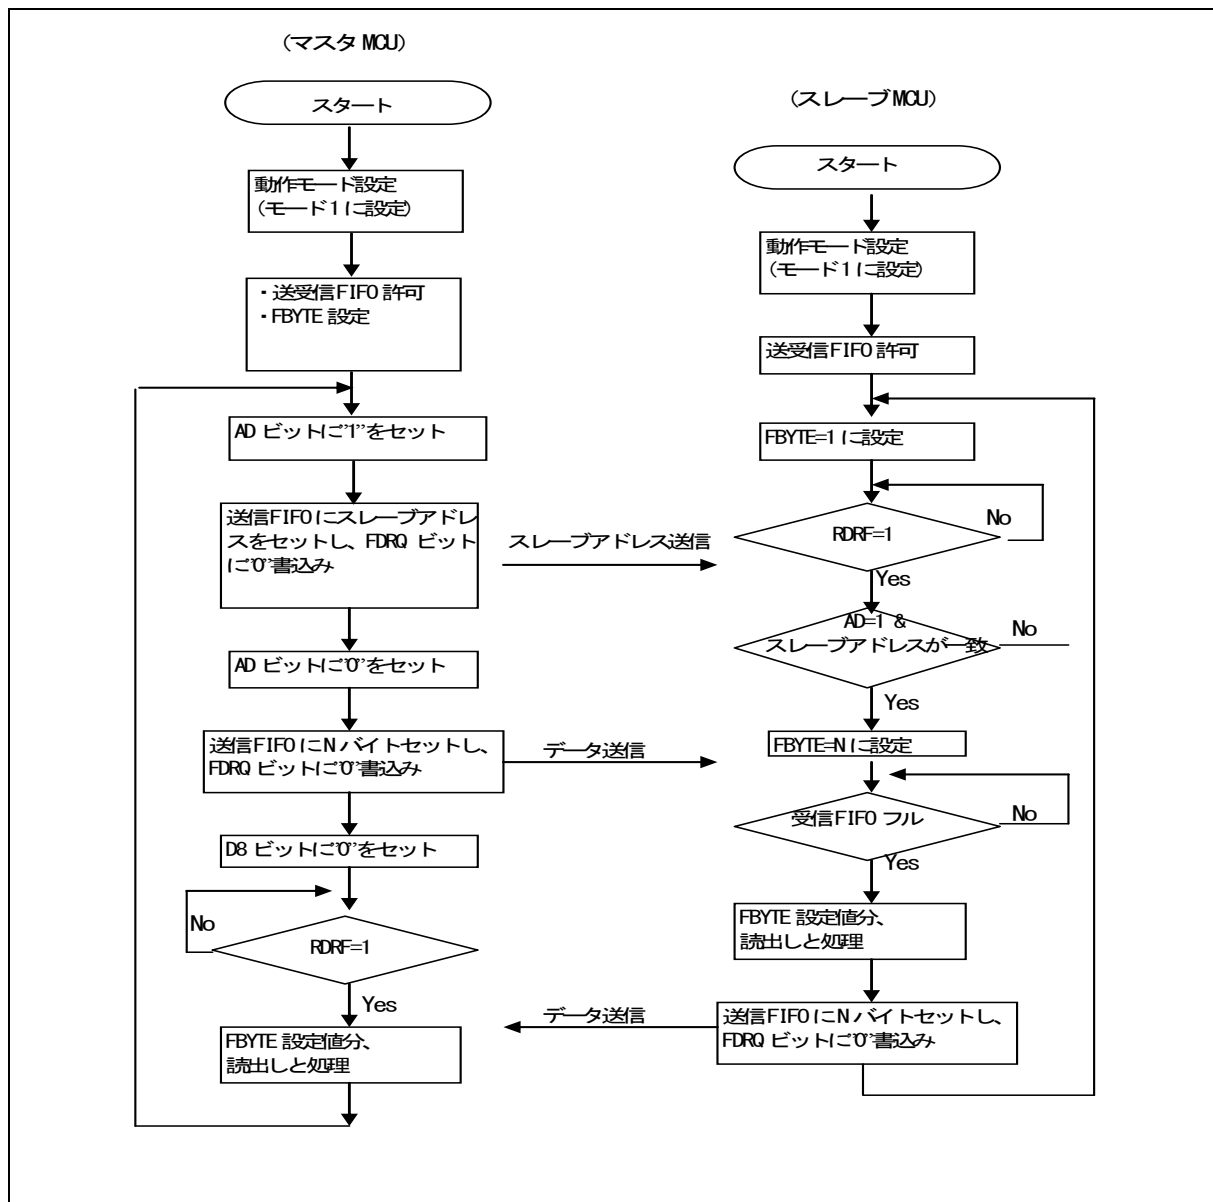 (マスタ MCU)
スタート
動作モード設定
(モード1に設定)
・送受信FIFO 許可
・FBYTE 設定
AD ビットに"1"をセット
送信FIFO にスレーブアドレ
スをセットし、FDRQ ビット
に"0"書込み
スレーブアドレス送信
AD ビットに"0"をセット
送信FIFO にN バイトセットし、
FDRQ ビットに"0"書込み
データ送信
D8 ビットに"0"をセット
No
RDRF=1
Yes
FBYTE 設定値分、
読出しと処理
データ送信
(スレーブMCU)
スタート
動作モード設定
(モード1に設定)
送受信FIFO 許可
FBYTE=1 に設定
RDRF=1
No
Yes
AD=1 &
スレーブアドレスが一致
No
Yes
FBYTE=N に設定
受信FIFO フル
No
Yes
FBYTE 設定値分、
読出しと処理
送信FIFO にN バイトセットし、
FDRQ ビットに"0"書込み